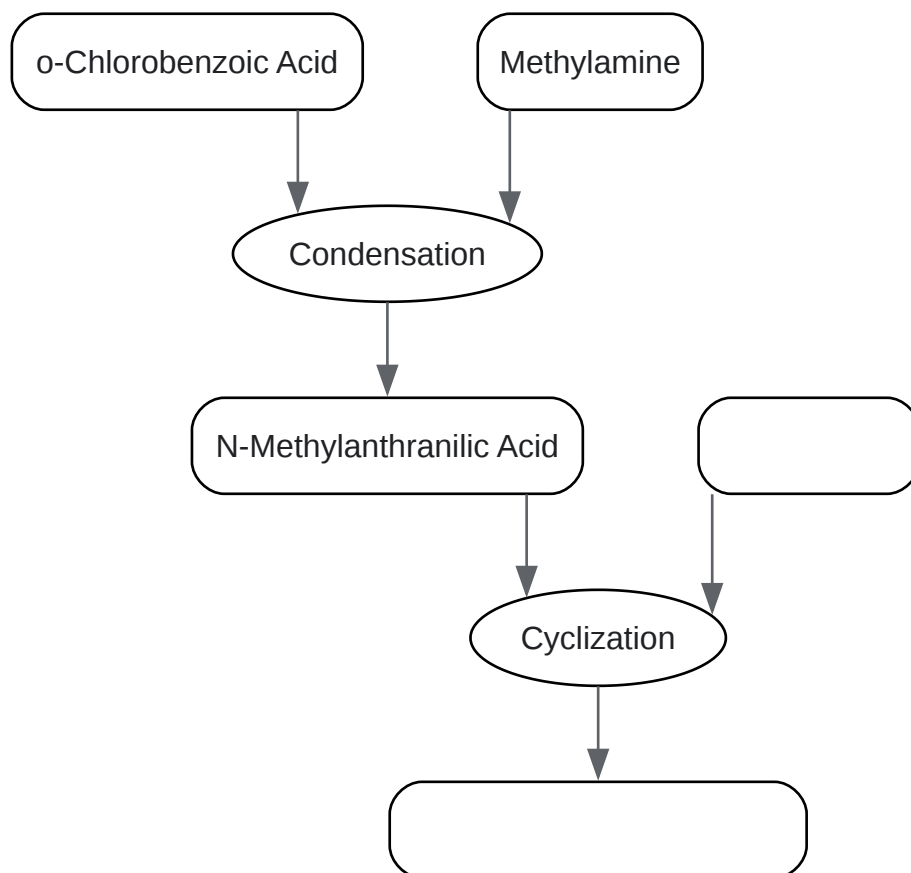 o-Chlorobenzoic Acid
Methylamine
Condensation
N-Methylanthranilic Acid
Cyclization